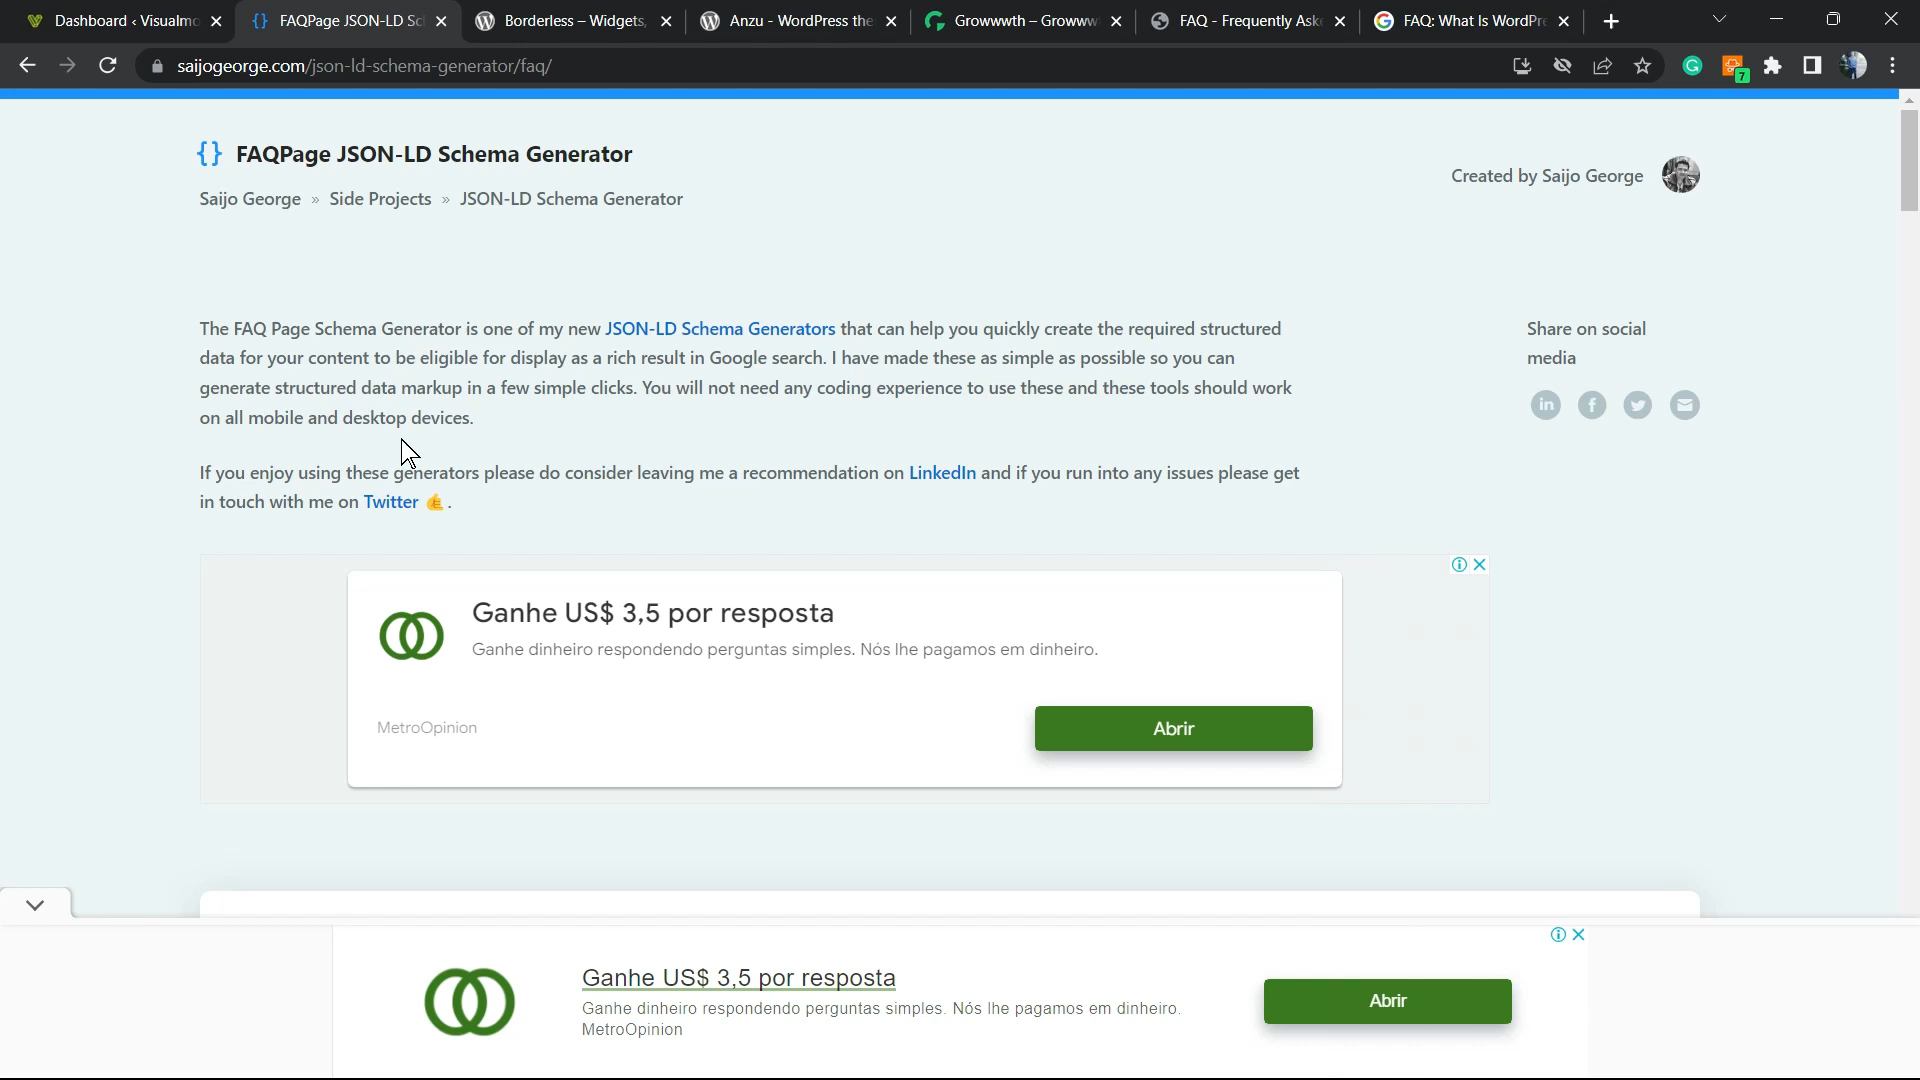 Dashboard ‹ Visualmo
FAQPage JSON-LD Sc
Borderless – Widgets,
Anzu - WordPress the
Growwwth – Growww
FAQ - Frequently Aske
FAQ: What Is WordPre
saijogeorge.com/json-ld-schema-generator/faq/
7
{} FAQPage JSON-LD Schema Generator
Saijo George » Side Projects » JSON-LD Schema Generator
Created by Saijo George
The FAQ Page Schema Generator is one of my new JSON-LD Schema Generators that can help you quickly create the required structured
data for your content to be eligible for display as a rich result in Google search. I have made these as simple as possible so you can
generate structured data markup in a few simple clicks. You will not need any coding experience to use these and these tools should work
on all mobile and desktop devices.
If you enjoy using these generators please do consider leaving me a recommendation on LinkedIn and if you run into any issues please get
in touch with me on Twitter 👍.
Share on social
media
Ganhe US$ 3,5 por resposta
Ganhe dinheiro respondendo perguntas simples. Nós lhe pagamos em dinheiro.
MetroOpinion
Abrir
Ganhe US$ 3,5 por resposta
Ganhe dinheiro respondendo perguntas simples. Nós lhe pagamos em dinheiro.
MetroOpinion
Abrir